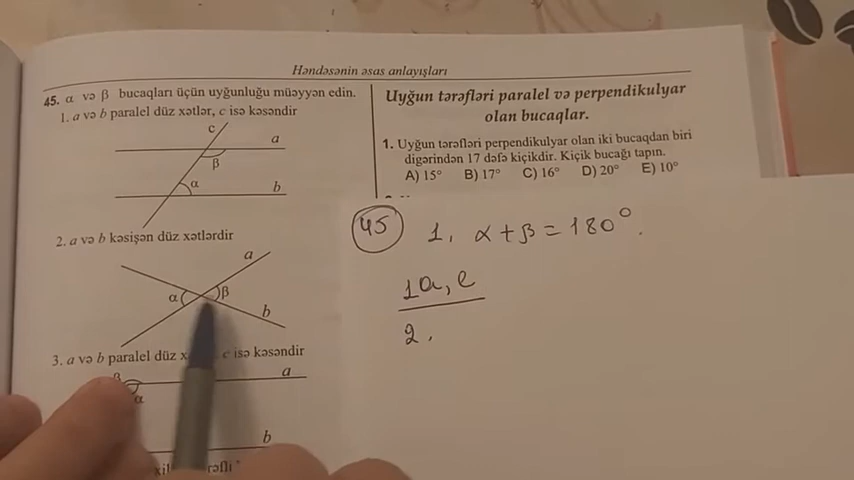 Həndəsənin əsas anlayışları
45. α və β bucaqları üçün uyğunluğu müəyyən edin.
1. a və b paralel düz xətlər, c isə kəsəndir
c
a
β
α
b
2. a və b kəsişən düz xətlərdir
a
α
β
b
3. a və b paralel düz c isə kəsəndir
β
a
α
b
Uyğun tərəfləri paralel və perpendikulyar
olan bucaqlar.
1. Uyğun tərəfləri perpendikulyar olan iki bucaqdan biri
digərindən 17 dəfə kiçikdir. Kiçik bucağı tapın.
A) 15° B) 17° C) 16° D) 20° E) 10°
45 1. α + β = 180°.
1a, e
2.